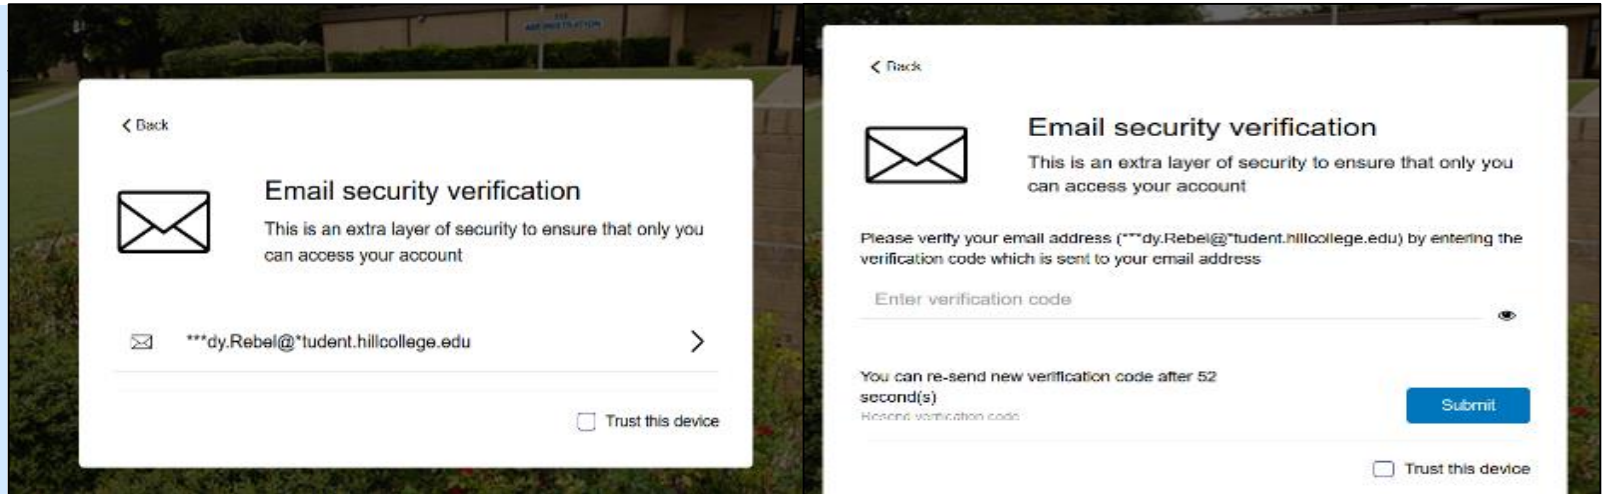 ADMINISTRATION
Back
Email security verification
This is an extra layer of security to ensure that only you
can access your account
***dy.Rebel@*tudent.hillcollege.edu
Trust this device
Back
Email security verification
This is an extra layer of security to ensure that only you
can access your account
Please verify your email address (***dy.Rebel@*tudent.hillcollege.edu) by entering the
verification code which is sent to your email address
Enter verification code
You can re-send new verification code after 52
second(s)
Resend verification code
Submit
Trust this device